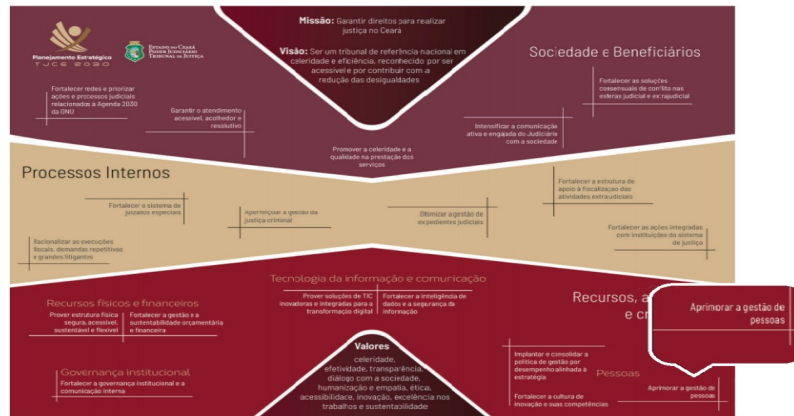 Planejamento Estratégico
TJCE 2030
ESTADO DO CEARÁ
PODER JUDICIÁRIO
TRIBUNAL DE JUSTIÇA
Missão: Garantir direitos para realizar
justiça no Ceará
Visão: Ser um tribunal de referência nacional em
celeridade e eficiência, reconhecido por ser
acessível e por contribuir com a
redução das desigualdades
Sociedade e Beneficiários
Fortalecer redes e priorizar
ações e processos judiciais
relacionados à Agenda 2030
da ONU
Garantir o atendimento
acessível, acolhedor e
resolutivo
Promover a celeridade e a
qualidade na prestação dos
serviços
Intensificar a comunicação
ativa e engajada do Judiciário
com a sociedade
Fortalecer as soluções
consensuais de conflito nas
esferas judicial e extrajudicial
Processos Internos
Racionalizar as execuções
fiscais, demandas repetitivas
e grandes litigantes
Fortalecer o sistema de
juizados especiais
Aperfeiçoar a gestão da
justiça criminal
Otimizar a gestão de
expedientes judiciais
Fortalecer a estrutura de
apoio à fiscalização das
atividades extraudiciais
Fortalecer as ações integradas
com instituições do sistema
de justiça
Tecnologia da informação e comunicação
Prover soluções de TIC
inovadoras e integradas para a
transformação digital
Fortalecer a inteligência de
dados e a segurança da
informação
Recursos físicos e financeiros
Prover estrutura física
segura, acessível,
sustentável e flexível
Fortalecer a gestão e a
sustentabilidade orçamentária
e financeira
Governança institucional
Fortalecer a governança institucional e a
comunicação interna
Valores
celeridade,
efetividade, transparência,
diálogo com a sociedade,
humanização e empatia, ética,
acessibilidade, inovação, excelência nos
trabalhos e sustentabilidade
Recursos, a
e cr
Aprimorar a gestão de
pessoas
Implantar e consolidar a
política de gestão por
desempenho alinhada à
estratégia
Pessoas
Fortalecer a cultura de
inovação e suas competências
Aprimorar a gestão de
pessoas